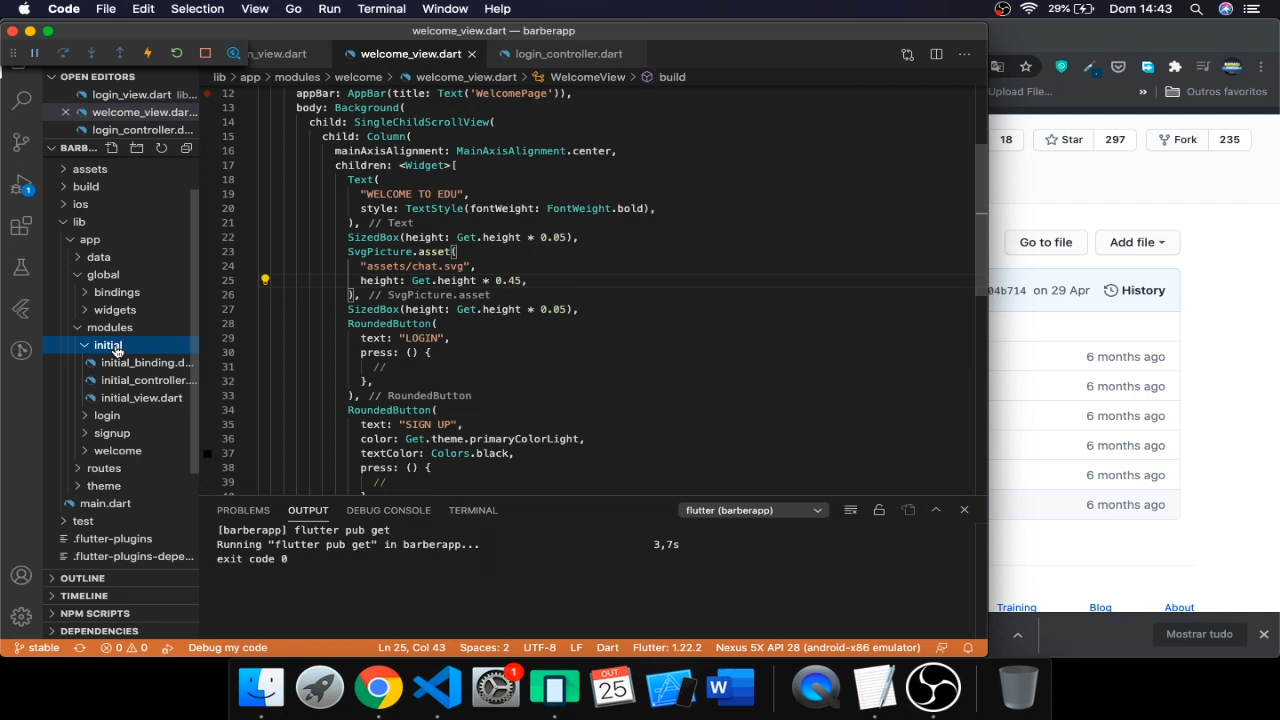 Code File Edit Selection View Go Run Terminal Window Help 29% Dom 14:43
welcome_view.dart — barberapp
n_view.dart welcome_view.dart login_controller.dart
lib app modules welcome welcome_view.dart WelcomeView build
OPEN EDITORS
login_view.dart lib...
welcome_view.dar...
login_controller.d...
BARB...
assets
build
ios
lib
app
data
global
bindings
widgets
modules
initial
initial_binding.d...
initial_controller....
initial_view.dart
login
signup
welcome
routes
theme
main.dart
test
.flutter-plugins
.flutter-plugins-depe...
OUTLINE
TIMELINE
NPM SCRIPTS
DEPENDENCIES
1
12 appBar: AppBar(title: Text('WelcomePage')),
13 body: Background(
14 child: SingleChildScrollView(
15 child: Column(
16 mainAxisAlignment: MainAxisAlignment.center,
17 children: <Widget>[
18 Text(
19 "WELCOME TO EDU",
20 style: TextStyle(fontWeight: FontWeight.bold),
21 ), // Text
22 SizedBox(height: Get.height * 0.05),
23 SvgPicture.asset(
24 "assets/chat.svg",
25 height: Get.height * 0.45,
26 ), // SvgPicture.asset
27 SizedBox(height: Get.height * 0.05),
28 RoundedButton(
29 text: "LOGIN",
30 press: () {
31 //
32 },
33 ), // RoundedButton
34 RoundedButton(
35 text: "SIGN UP",
36 color: Get.theme.primaryColorLight,
37 textColor: Colors.black,
38 press: () {
39 //
PROBLEMS OUTPUT DEBUG CONSOLE TERMINAL flutter (barberapp)
[barberapp] flutter pub get
Running "flutter pub get" in barberapp... 3,7s
exit code 0
stable 0 0 Debug my code Ln 25, Col 43 Spaces: 2 UTF-8 LF Dart Flutter: 1.22.2 Nexus 5X API 28 (android-x86 emulator)
Upload File... » Outros favoritos
18 Star 297 Fork 235
Go to file Add file
04b714 on 29 Apr History
6 months ago
6 months ago
6 months ago
6 months ago
6 months ago
6 months ago
Training Blog About
Mostrar tudo
1
OUT
25
W